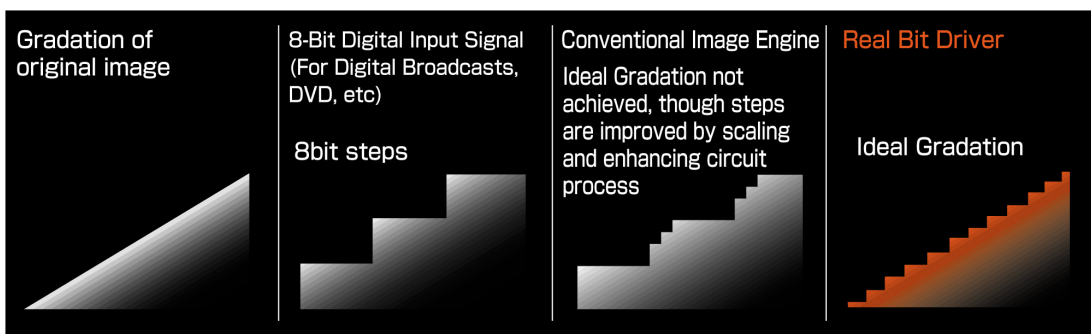 Gradation of
original image
8-Bit Digital Input Signal
(For Digital Broadcasts,
DVD, etc)
8bit steps
Conventional Image Engine
Ideal Gradation not
achieved, though steps
are improved by scaling
and enhancing circuit
process
Real Bit Driver
Ideal Gradation